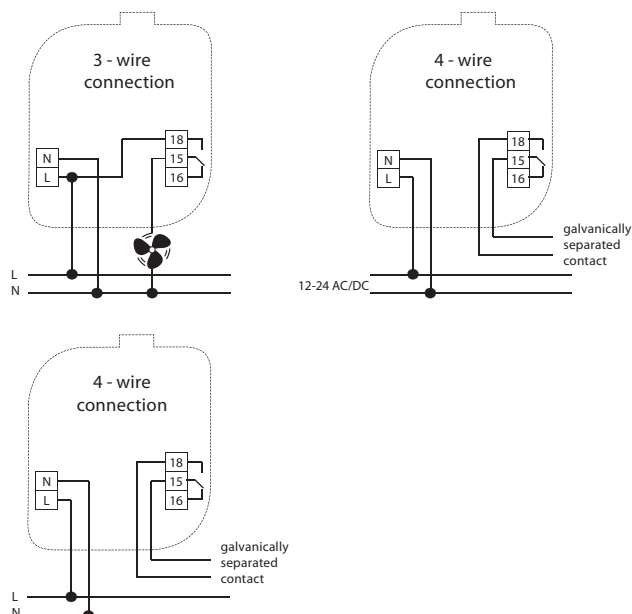 3 - wire
connection
N
L
18
15
16
L
N
4 - wire
connection
N
L
18
15
16
galvanically
separated
contact
12-24 AC/DC
4 - wire
connection
N
L
18
15
16
galvanically
separated
contact
L
N